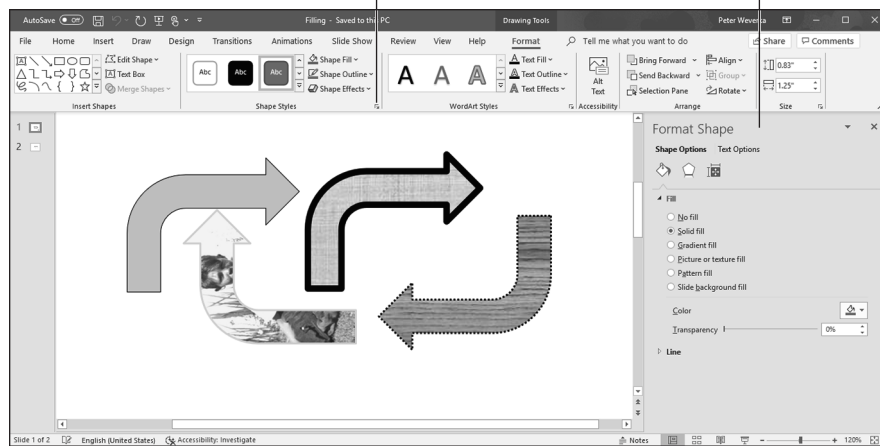 AutoSave Off Filling - Saved to this PC Drawing Tools Peter Weverka
File Home Insert Draw Design Transitions Animations Slide Show Review View Help Format Tell me what you want to do Share Comments
Edit Shape
Text Box
Merge Shapes
Insert Shapes
Abc Abc Abc
Shape Fill
Shape Outline
Shape Effects
Shape Styles
A A A
Text Fill
Text Outline
Text Effects
WordArt Styles
Alt
Text
Accessibility
Bring Forward
Send Backward
Selection Pane
Align
Group
Rotate
Arrange
0.83"
1.25"
Size
1
2
Format Shape
Shape Options Text Options
Fill
No fill
Solid fill
Gradient fill
Picture or texture fill
Pattern fill
Slide background fill
Color
Transparency 0%
Line
Slide 1 of 2 English (United States) Accessibility: Investigate Notes 120%